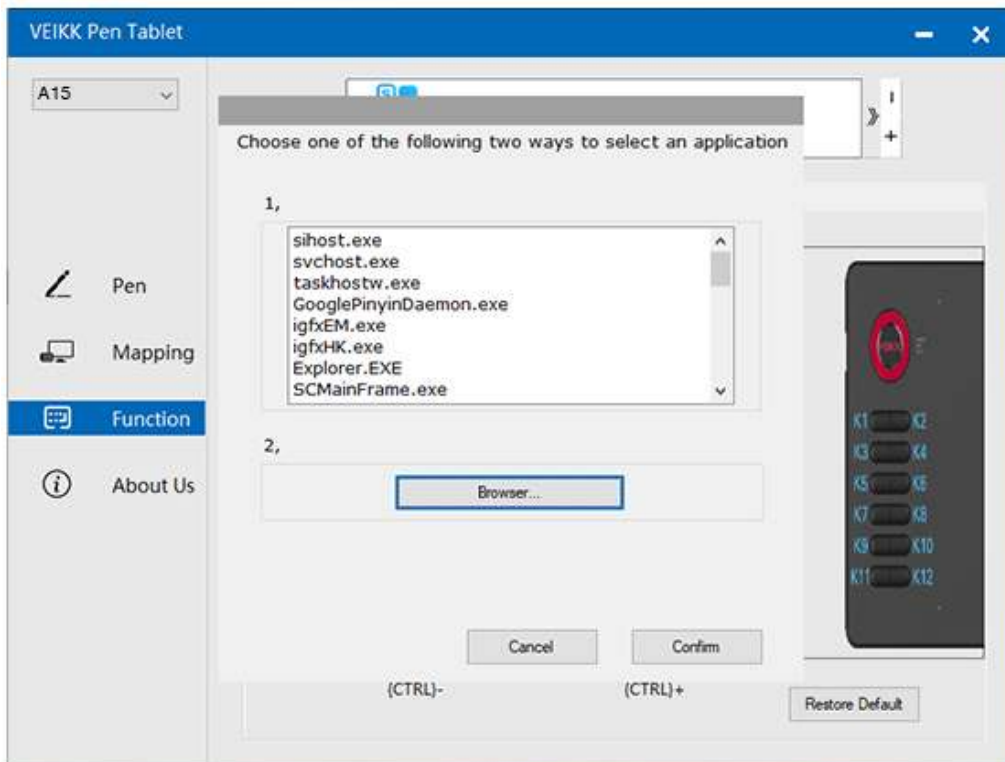 VEIKK Pen Tablet
A15
Choose one of the following two ways to select an application
1,
sihost.exe
svchost.exe
taskhostw.exe
GooglePinyinDaemon.exe
igfxEM.exe
igfxHK.exe
Explorer.EXE
SCMainFrame.exe
2,
Browser...
Cancel
Confirm
Pen
Mapping
Function
About Us
VEIKK
K1 K2
K3 K4
K5 K6
K7 K8
K9 K10
K11 K12
{CTRL}-
{CTRL}+
Restore Default